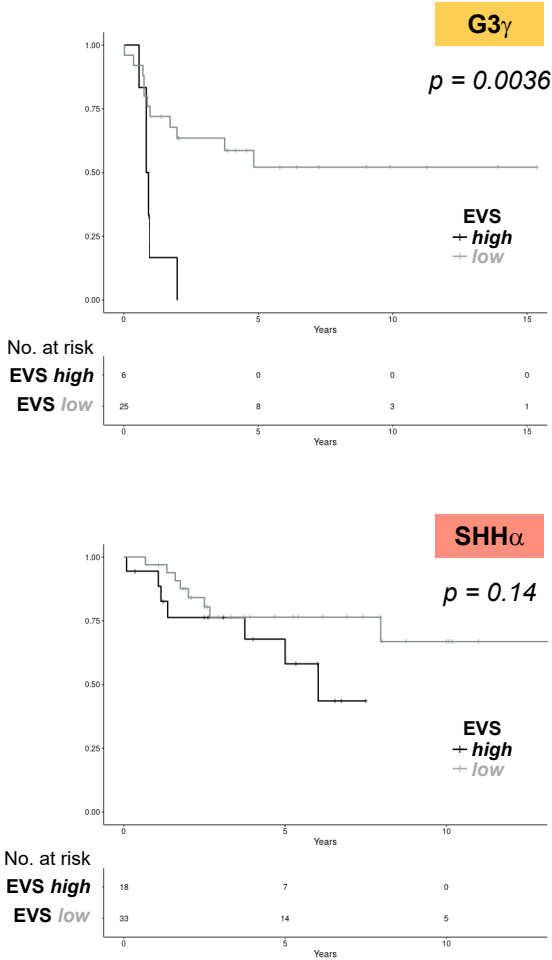 G3γ
p = 0.0036
1.00
0.75
0.50
0.25
0.00
EVS
high
low
0 5 10 15
Years
No. at risk
EVS high 6 0 0 0
EVS low 25 8 3 1
0 5 10 15
Years
SHHα
p = 0.14
1.00
0.75
0.50
0.25
0.00
EVS
high
low
0 5 10
Years
No. at risk
EVS high 18 7 0
EVS low 33 14 5
0 5 10
Years